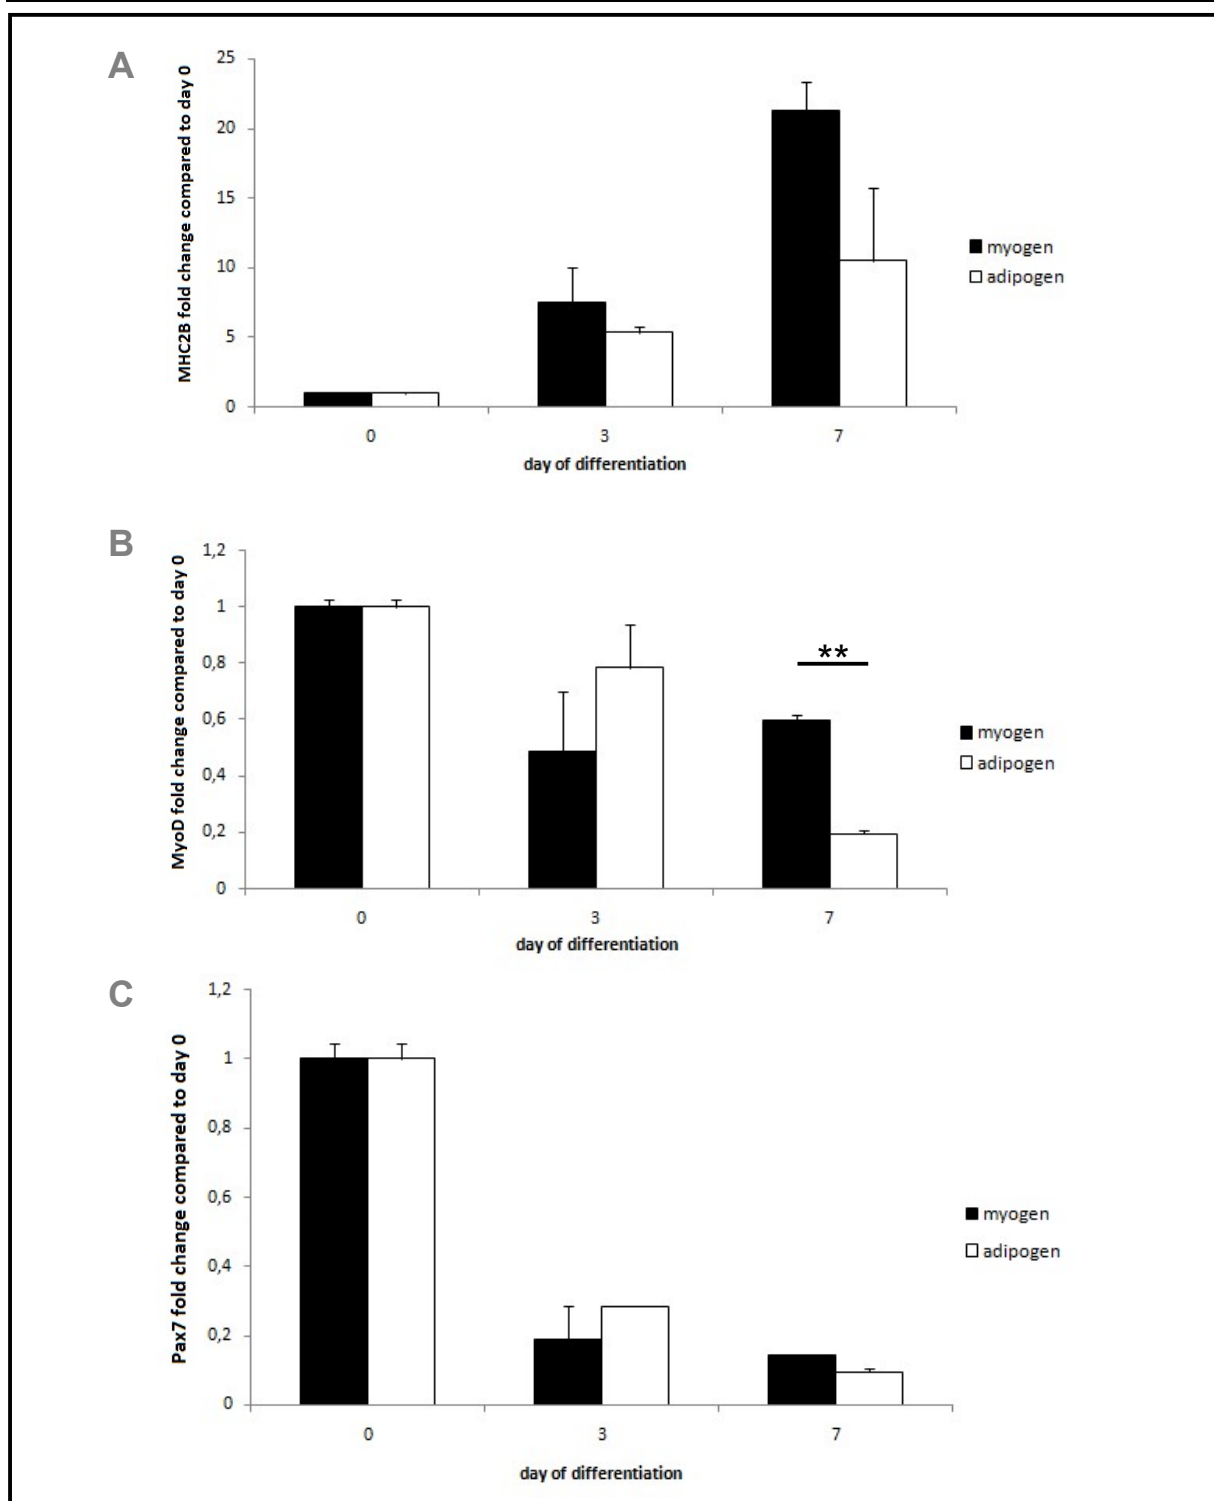 A
MHC2B fold change compared to day 0
25
20
15
10
5
0
0 3 7
day of differentiation
myogen
adipogen
B
MyoD fold change compared to day 0
1,2
1
0,8
0,6
0,4
0,2
0
**
0 3 7
day of differentiation
myogen
adipogen
C
Pax7 fold change compared to day 0
1,2
1
0,8
0,6
0,4
0,2
0
0 3 7
day of differentiation
myogen
adipogen